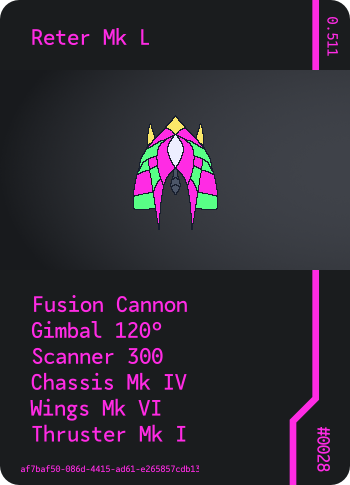 Reter Mk L
0.511
Fusion Cannon
Gimbal 120°
Scanner 300
Chassis Mk IV
Wings Mk VI
Thruster Mk I
#0028
af7baf50-086d-4415-ad61-e265857cdb13